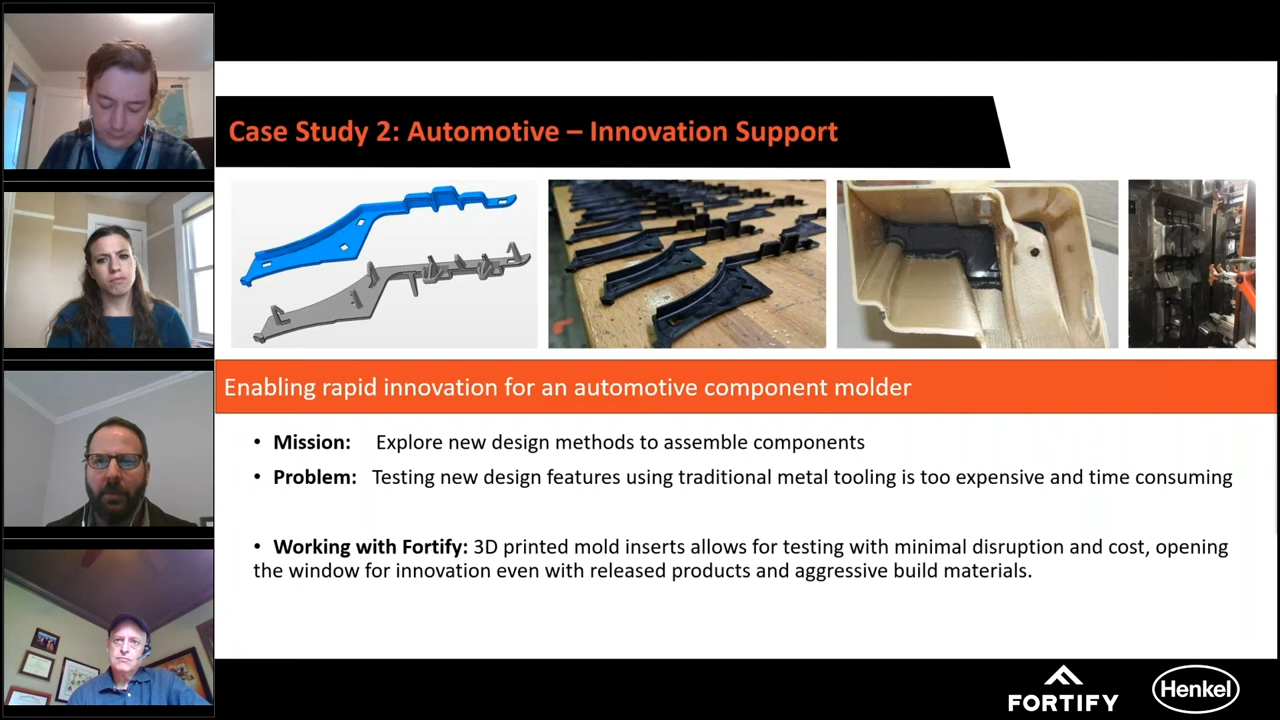 Case Study 2: Automotive – Innovation Support
Enabling rapid innovation for an automotive component molder
• Mission: Explore new design methods to assemble components
• Problem: Testing new design features using traditional metal tooling is too expensive and time consuming
• Working with Fortify: 3D printed mold inserts allows for testing with minimal disruption and cost, opening
the window for innovation even with released products and aggressive build materials.
FORTIFY
Henkel